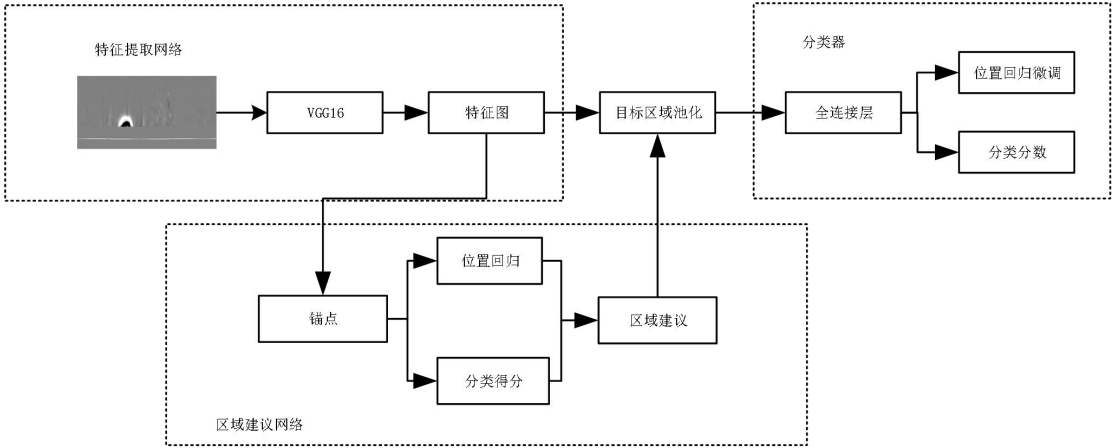 特征提取网络
VGG16
特征图
目标区域池化
分类器
全连接层
位置回归微调
分类分数
锚点
位置回归
分类得分
区域建议
区域建议网络